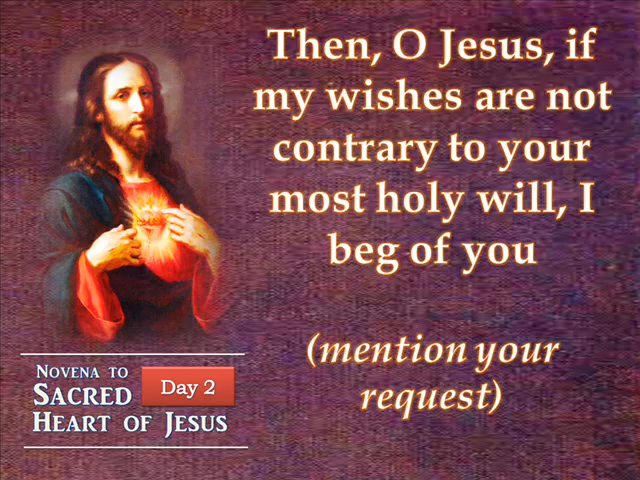 Then, O Jesus, if
my wishes are not
contrary to your
most holy will, I
beg of you
(mention your
request)
Novena to
Sacred
Day 2
Heart of Jesus